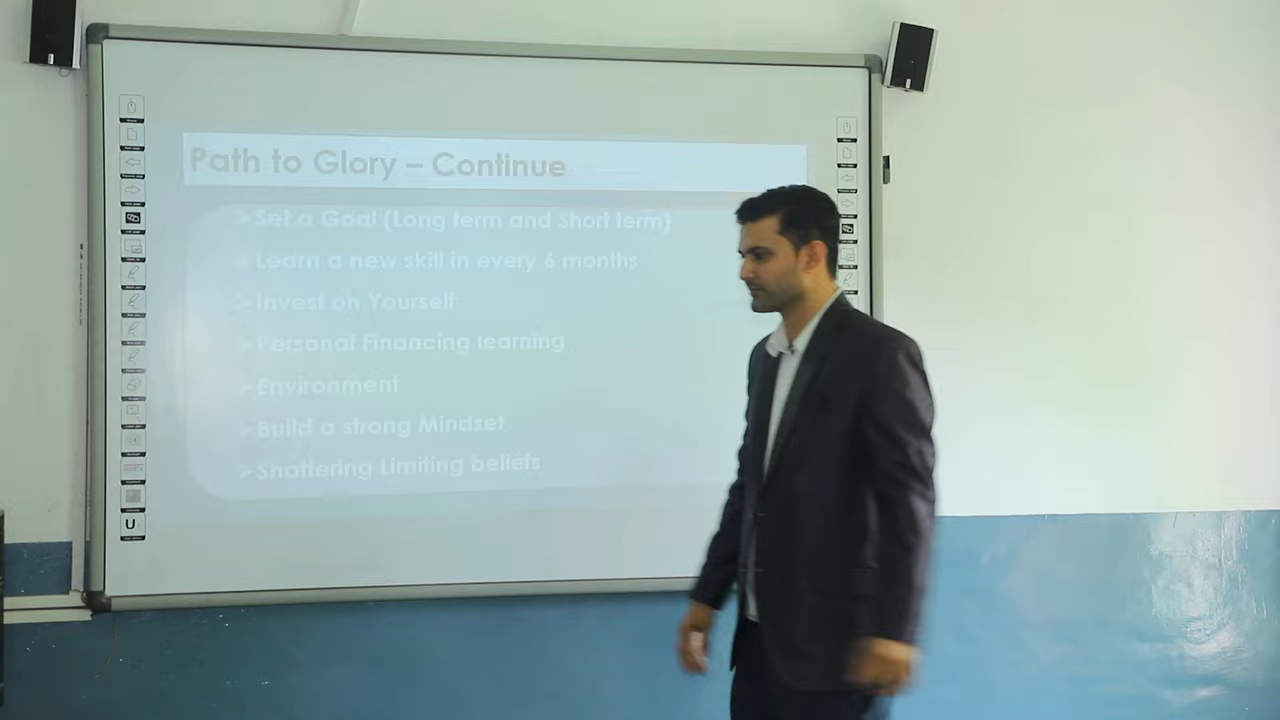 Path to Glory – Continue
➢Set a Goal (Long term and Short term)
➢Learn a new skill in every 6 months
➢Invest on Yourself
➢Personal Financing learning
➢Environment
➢Build a strong Mindset
➢Shattering Limiting beliefs
U